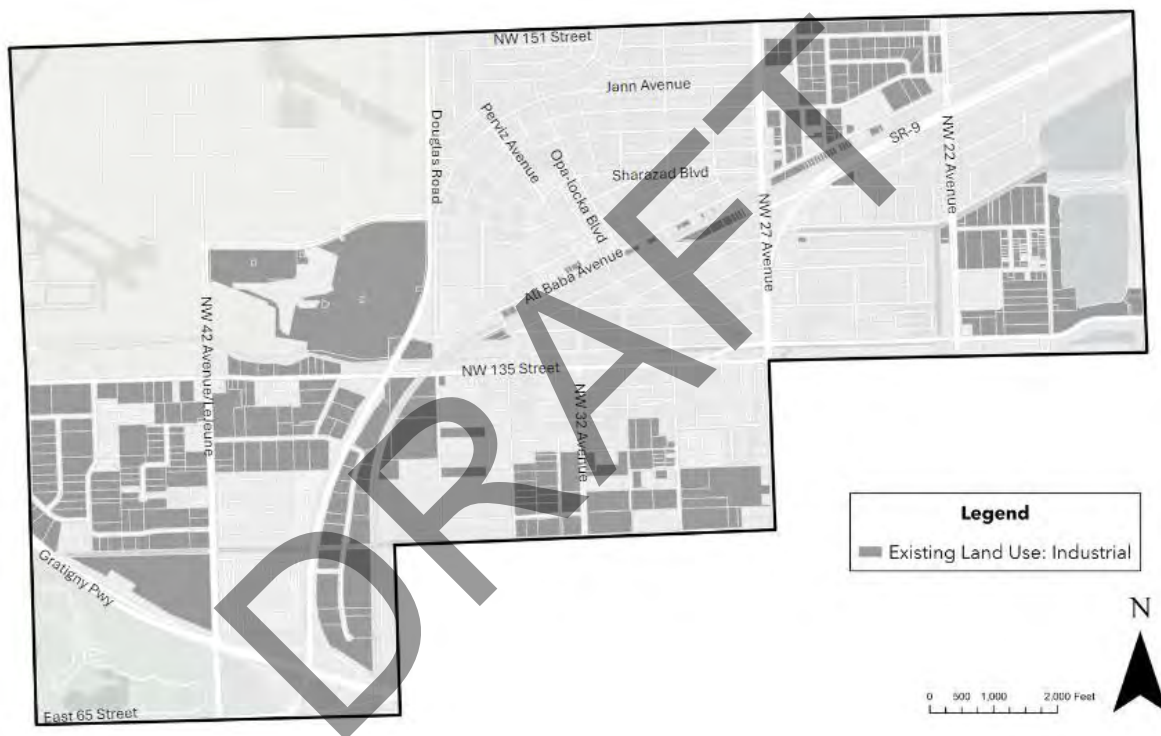 NW 151 Street
Jann Avenue
Douglas Road
Perviz Avenue
Opa-locka Blvd
Sharazad Blvd
SR-9
NW 22 Avenue
NW 27 Avenue
Ali Baba Avenue
NW 42 Avenue/LeJeune
NW 135 Street
NW 32 Avenue
Gratigny Pwy
East 65 Street
DRAFT
Legend
Existing Land Use: Industrial
N
0 500 1,000 2,000 Feet